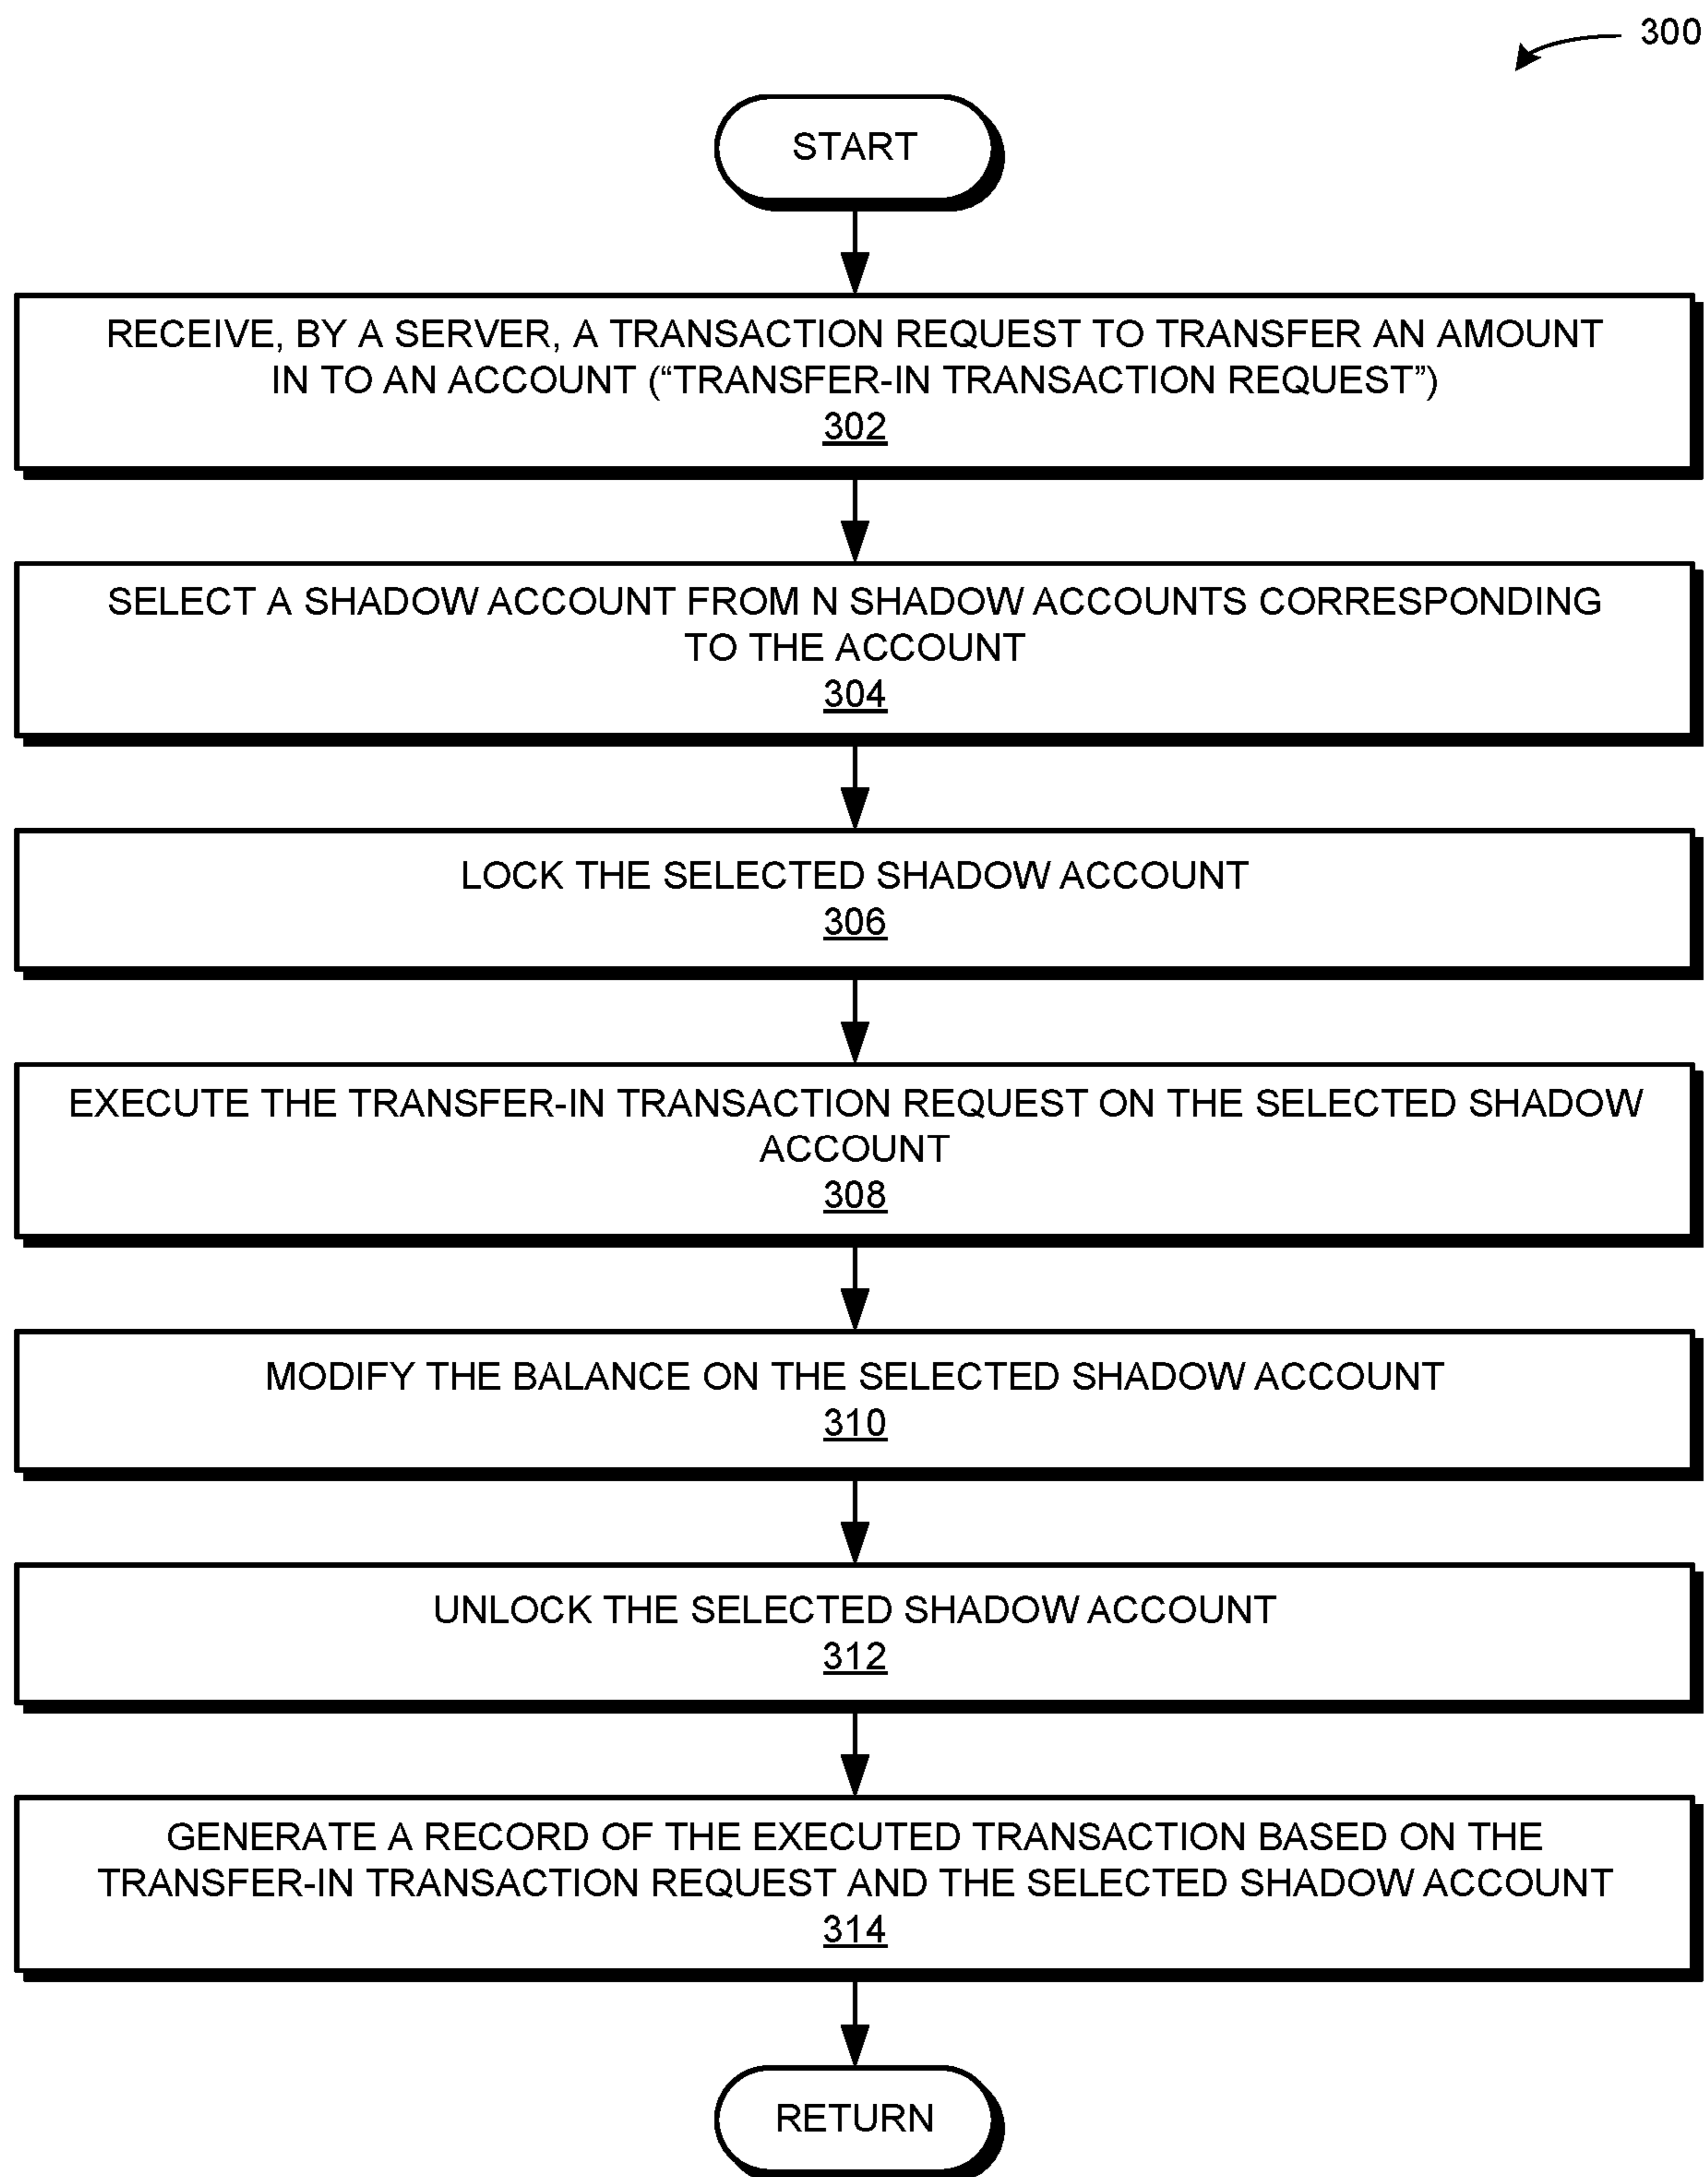 300
START
RECEIVE, BY A SERVER, A TRANSACTION REQUEST TO TRANSFER AN AMOUNT
IN TO AN ACCOUNT (“TRANSFER-IN TRANSACTION REQUEST”)
302
SELECT A SHADOW ACCOUNT FROM N SHADOW ACCOUNTS CORRESPONDING
TO THE ACCOUNT
304
LOCK THE SELECTED SHADOW ACCOUNT
306
EXECUTE THE TRANSFER-IN TRANSACTION REQUEST ON THE SELECTED SHADOW
ACCOUNT
308
MODIFY THE BALANCE ON THE SELECTED SHADOW ACCOUNT
310
UNLOCK THE SELECTED SHADOW ACCOUNT
312
GENERATE A RECORD OF THE EXECUTED TRANSACTION BASED ON THE
TRANSFER-IN TRANSACTION REQUEST AND THE SELECTED SHADOW ACCOUNT
314
RETURN